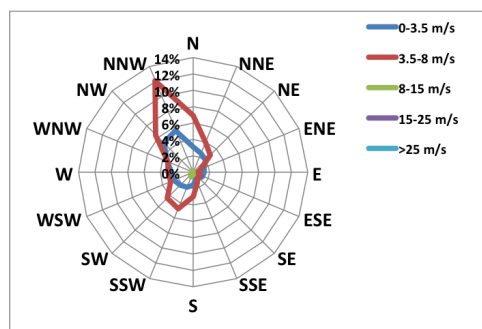 N
NNE
NE
ENE
E
ESE
SE
SSE
S
SSW
SW
WSW
W
WNW
NW
NNW
14%
12%
10%
8%
6%
4%
2%
0%
0-3.5 m/s
3.5-8 m/s
8-15 m/s
15-25 m/s
>25 m/s